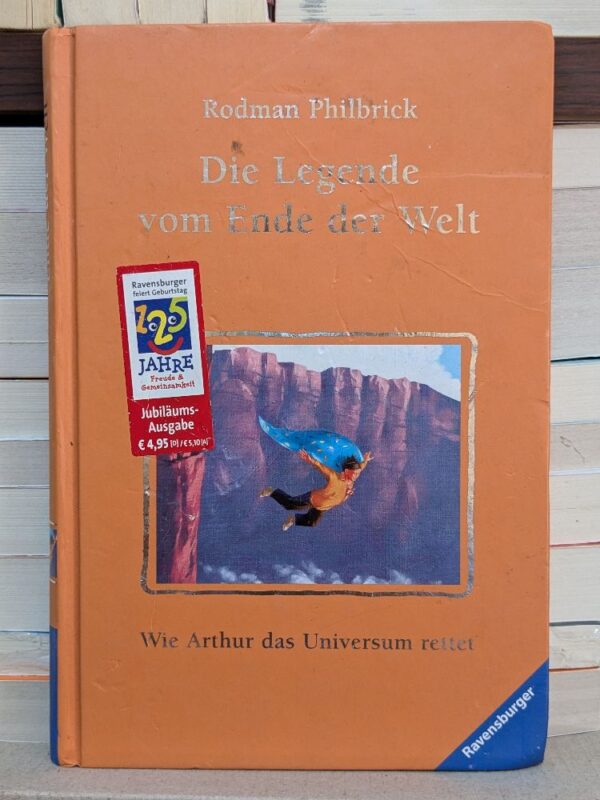 Rodman Philbrick
Die Legende
vom Ende der Welt
Ravensburger
feiert Geburtstag
125
JAHRE
Freude &
Gemeinsamkeit
Jubiläums-
Ausgabe
€ 4,95 [D] / € 5,10 [A]
Wie Arthur das Universum rettet
Ravensburger